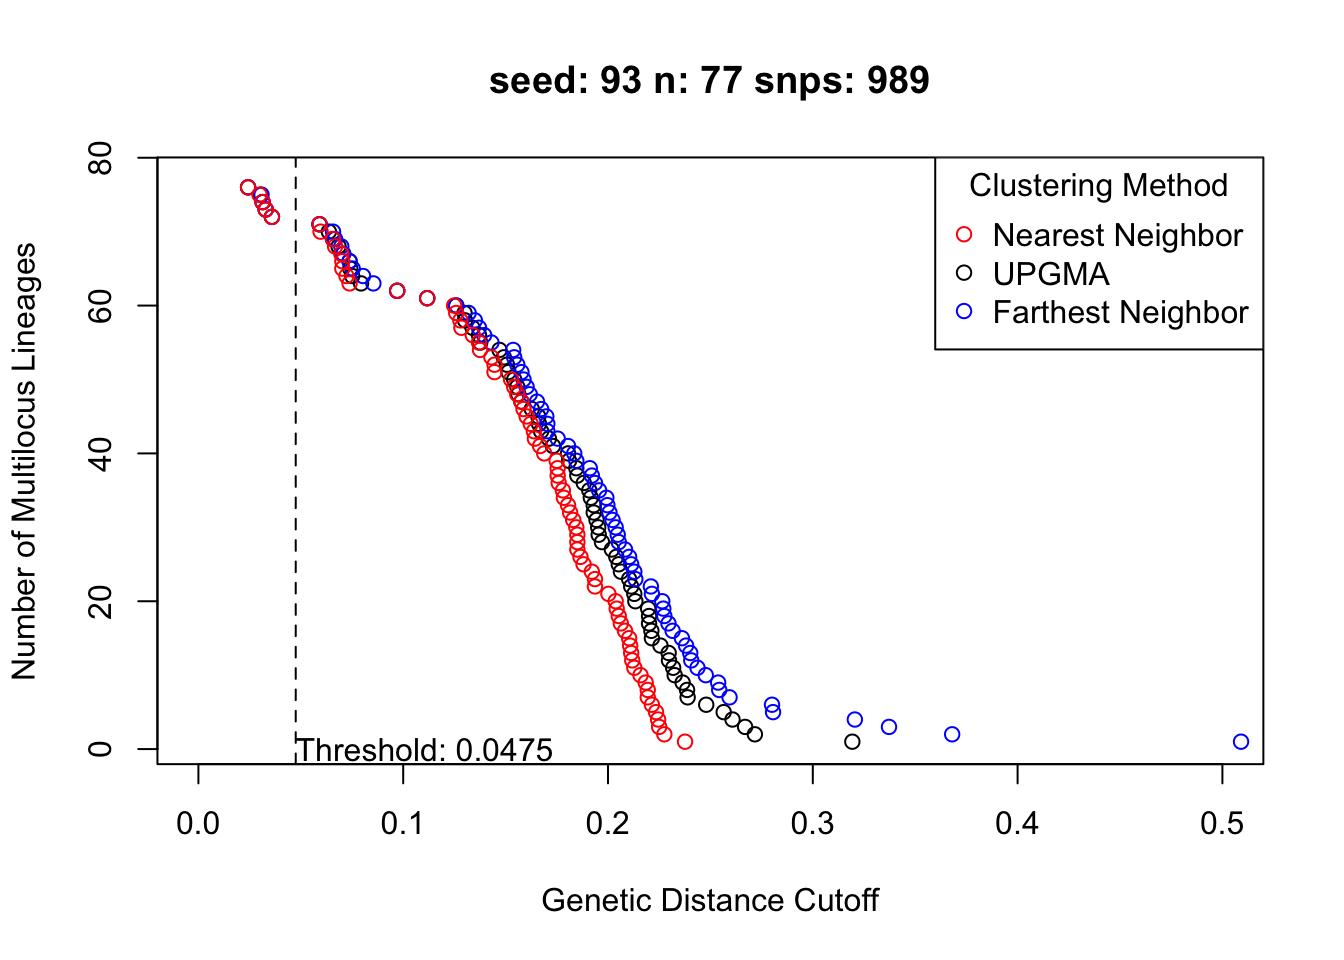 seed: 93 n: 77 snps: 989
Number of Multilocus Lineages
80
60
40
20
0
Clustering Method
Nearest Neighbor
UPGMA
Farthest Neighbor
Threshold: 0.0475
0.0 0.1 0.2 0.3 0.4 0.5
Genetic Distance Cutoff